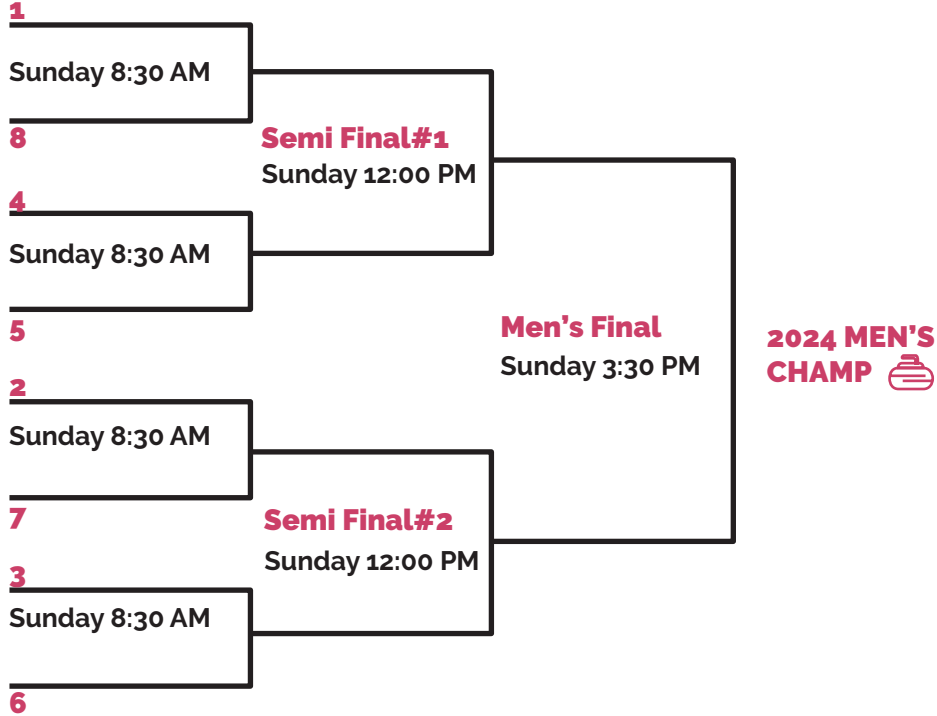 1
Sunday 8:30 AM
8
Semi Final#1
Sunday 12:00 PM
4
Sunday 8:30 AM
5
Men’s Final
Sunday 3:30 PM
2024 MEN’S
CHAMP
2
Sunday 8:30 AM
7
Semi Final#2
Sunday 12:00 PM
3
Sunday 8:30 AM
6